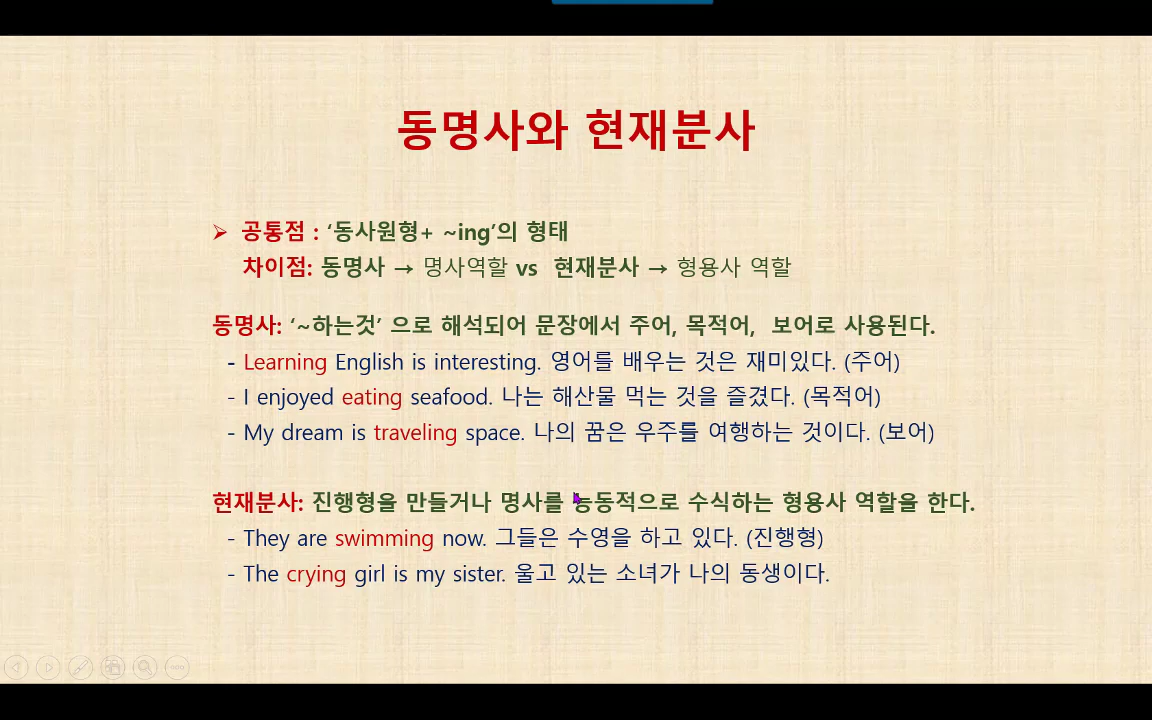 동명사와 현재분사
➢ 공통점 : ‘동사원형+ ~ing’의 형태
차이점: 동명사 → 명사역할 vs 현재분사 → 형용사 역할
동명사: ‘~하는것’ 으로 해석되어 문장에서 주어, 목적어, 보어로 사용된다.
- Learning English is interesting. 영어를 배우는 것은 재미있다. (주어)
- I enjoyed eating seafood. 나는 해산물 먹는 것을 즐겼다. (목적어)
- My dream is traveling space. 나의 꿈은 우주를 여행하는 것이다. (보어)
현재분사: 진행형을 만들거나 명사를 능동적으로 수식하는 형용사 역할을 한다.
- They are swimming now. 그들은 수영을 하고 있다. (진행형)
- The crying girl is my sister. 울고 있는 소녀가 나의 동생이다.